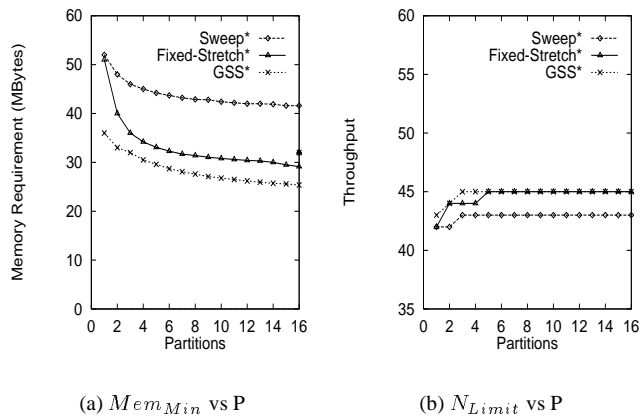 Memory Requirement (MBytes)
60
50
40
30
20
10
0
0 2 4 6 8 10 12 14 16
Partitions
Sweep*
Fixed-Stretch*
GSS*
(a) Mem_Min vs P
Throughput
60
55
50
45
40
35
0 2 4 6 8 10 12 14 16
Partitions
Sweep*
Fixed-Stretch*
GSS*
(b) N_Limit vs P